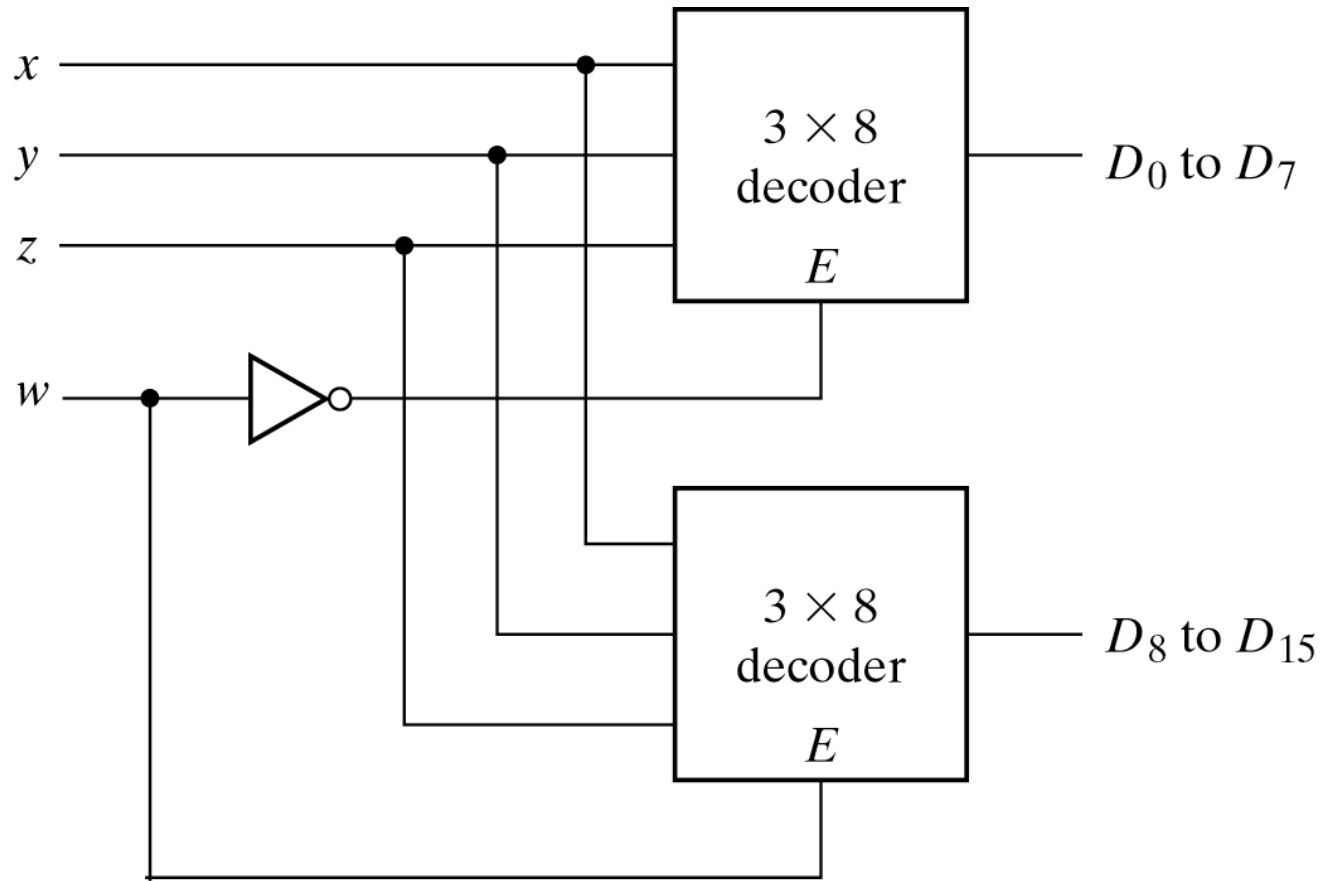 x
y
z
w
3 × 8
decoder
E
D₀ to D₇
3 × 8
decoder
E
D₈ to D₁₅